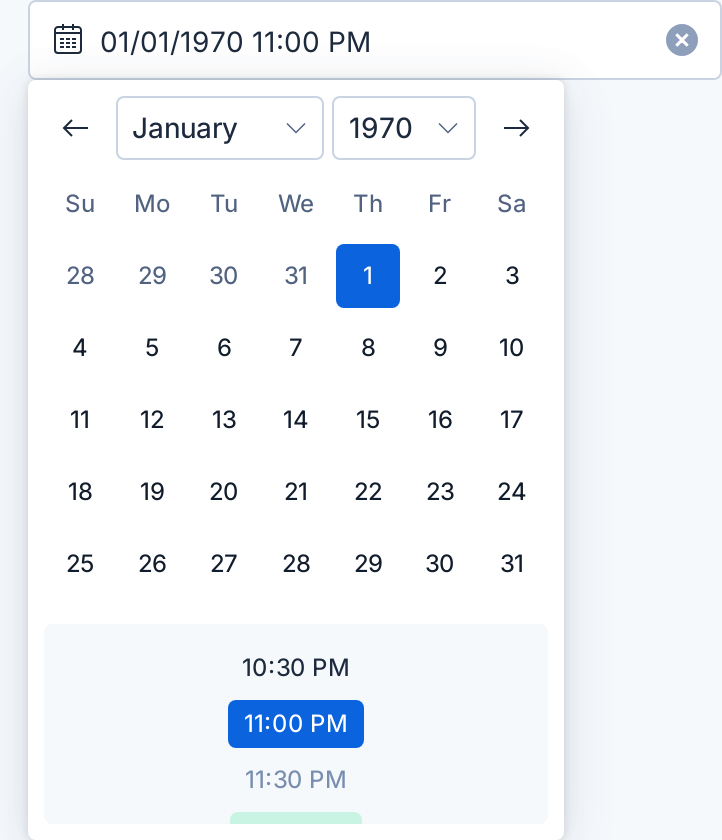 01/01/1970 11:00 PM
January 1970
Su Mo Tu We Th Fr Sa
28 29 30 31 1 2 3
4 5 6 7 8 9 10
11 12 13 14 15 16 17
18 19 20 21 22 23 24
25 26 27 28 29 30 31
10:30 PM
11:00 PM
11:30 PM